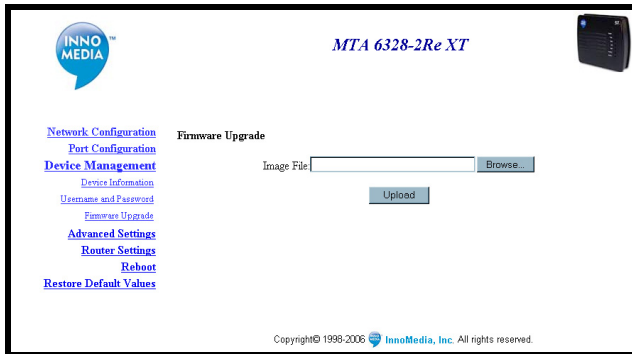 INNO
MEDIA
TM
MTA 6328-2Re XT
Network Configuration
Port Configuration
Device Management
Device Information
Username and Password
Firmware Upgrade
Advanced Settings
Router Settings
Reboot
Restore Default Values
Firmware Upgrade
Image File:
Browse...
Upload
Copyright© 1998-2006 InnoMedia, Inc. All rights reserved.